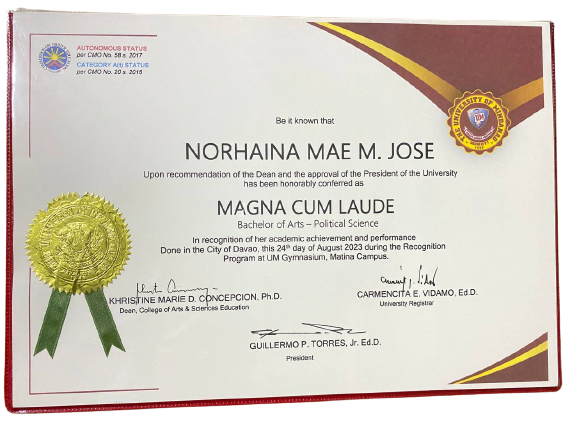 AUTONOMOUS STATUS
per CMO No. 58 s. 2017
CATEGORY A(t) STATUS
per CMO No. 20 s. 2015
THE UNIVERSITY OF MINDANAO
UM
Be it known that
NORHAINA MAE M. JOSE
Upon recommendation of the Dean and the approval of the President of the University
has been honorably conferred as
MAGNA CUM LAUDE
Bachelor of Arts – Political Science
In recognition of her academic achievement and performance
Done in the City of Davao, this 24th day of August 2023 during the Recognition
Program at UM Gymnasium, Matina Campus.
KHRISTINE MARIE D. CONCEPCION, Ph.D.
Dean, College of Arts & Sciences Education
CARMENCITA E. VIDAMO, Ed.D.
University Registrar
GUILLERMO P. TORRES, Jr. Ed.D.
President